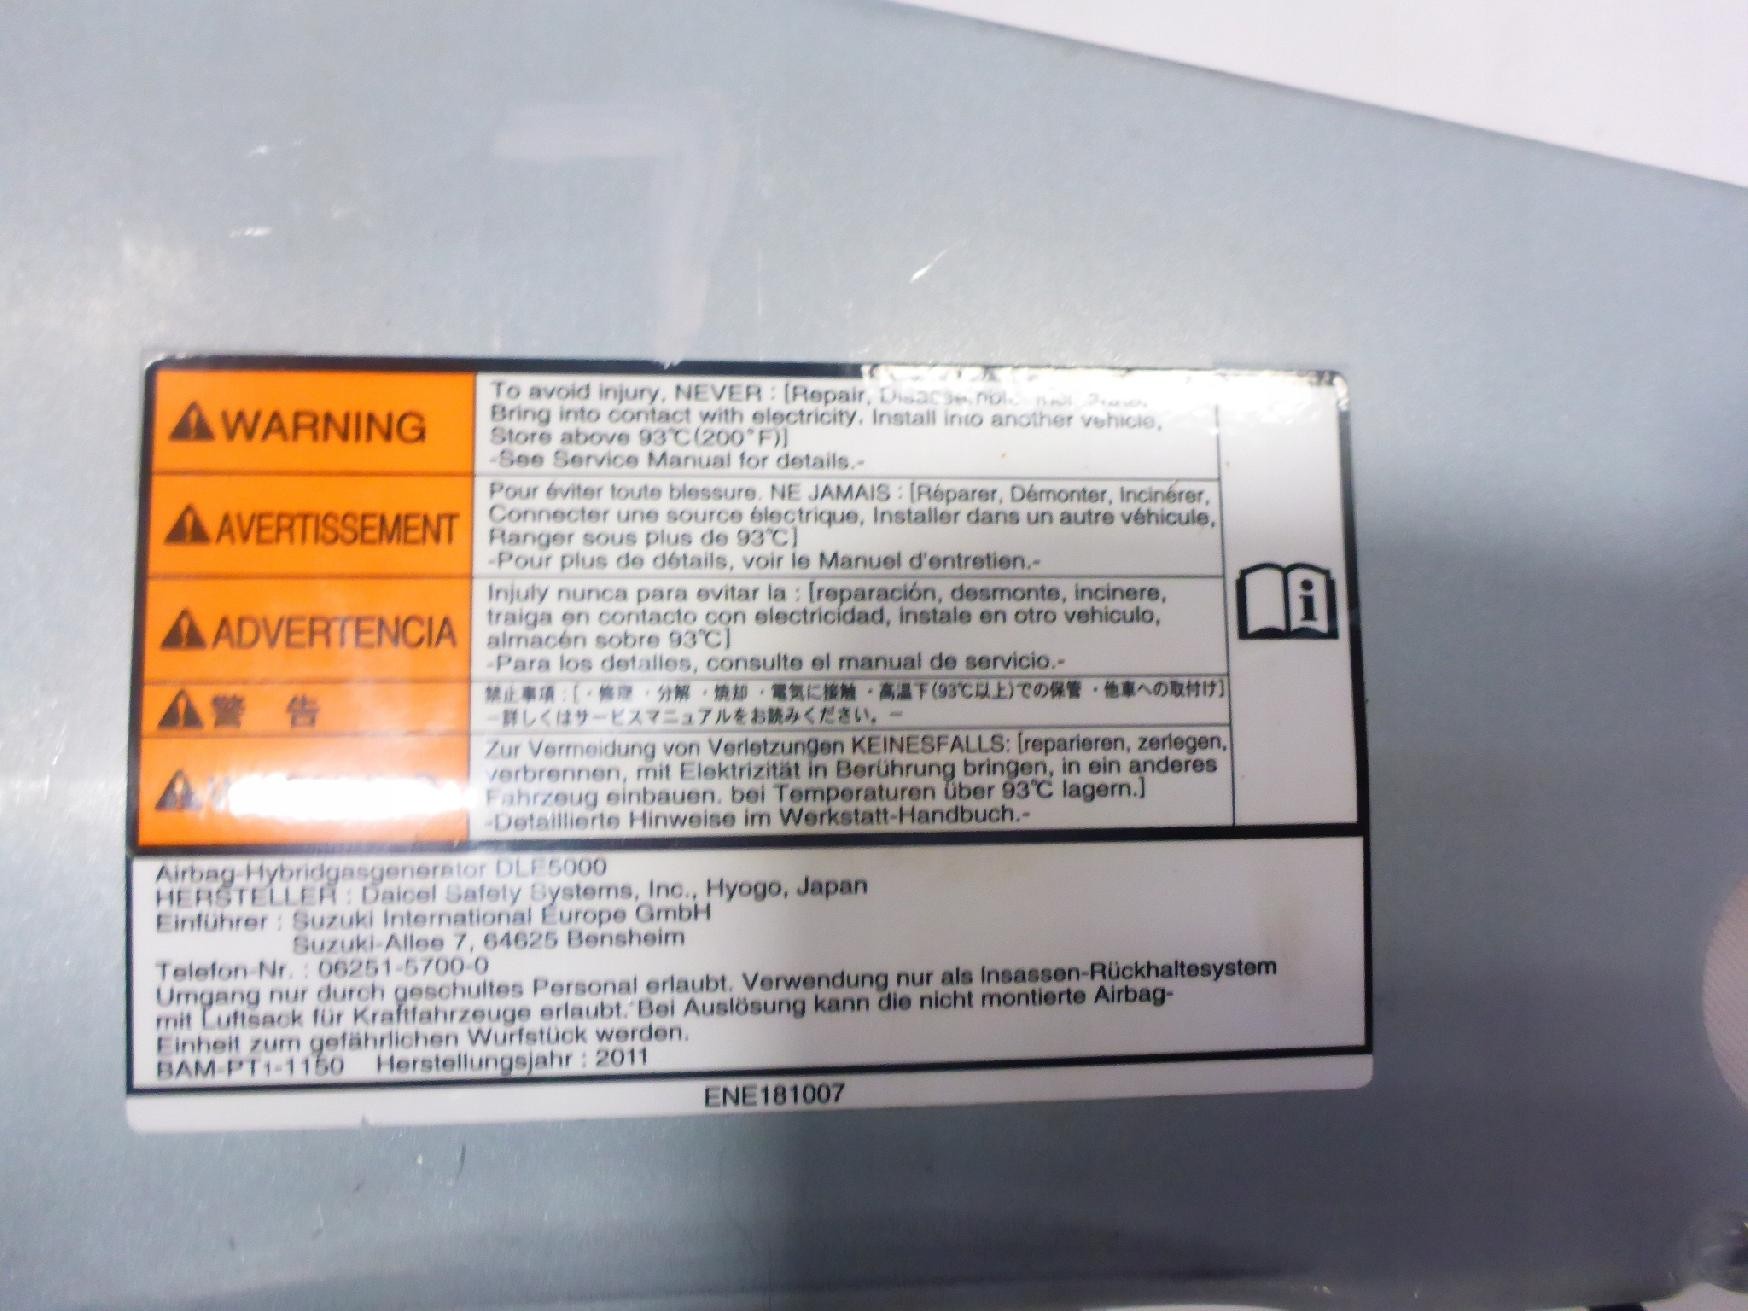 WARNING
To avoid injury, NEVER : [Repair,
Bring into contact with electricity, Install into another vehicle,
Store above 93℃(200°F)]
-See Service Manual for details.-
AVERTISSEMENT
Pour éviter toute blessure. NE JAMAIS : [Réparer, Démonter, Incinérer,
Connecter une source électrique, Installer dans un autre véhicule,
Ranger sous plus de 93℃]
-Pour plus de détails, voir le Manuel d'entretien.-
ADVERTENCIA
Injuly nunca para evitar la : [reparación, desmonte, incinere,
traiga en contacto con electricidad, instale en otro vehiculo,
almacén sobre 93℃]
-Para los detalles, consulte el manual de servicio.-
警 告
禁止事項：[・修理 ・分解 ・焼却 ・電気に接触 ・高温下(93℃以上)での保管 ・他車への取付け]
－詳しくはサービスマニュアルをお読みください。－
Zur Vermeidung von Verletzungen KEINESFALLS: [reparieren, zerlegen,
verbrennen, mit Elektrizität in Berührung bringen, in ein anderes
Fahrzeug einbauen. bei Temperaturen über 93℃ lagern.]
-Detaillierte Hinweise im Werkstatt-Handbuch.-
Airbag-Hybridgasgenerator DLE5000
HERSTELLER : Daicel Safety Systems, Inc., Hyogo, Japan
Einführer : Suzuki International Europe GmbH
Suzuki-Allee 7, 64625 Bensheim
Telefon-Nr. : 06251-5700-0
Umgang nur durch geschultes Personal erlaubt. Verwendung nur als Insassen-Rückhaltesystem
mit Luftsack für Kraftfahrzeuge erlaubt. Bei Auslösung kann die nicht montierte Airbag-
Einheit zum gefährlichen Wurfstück werden.
BAM-PT1-1150 Herstellungsjahr : 2011
ENE181007